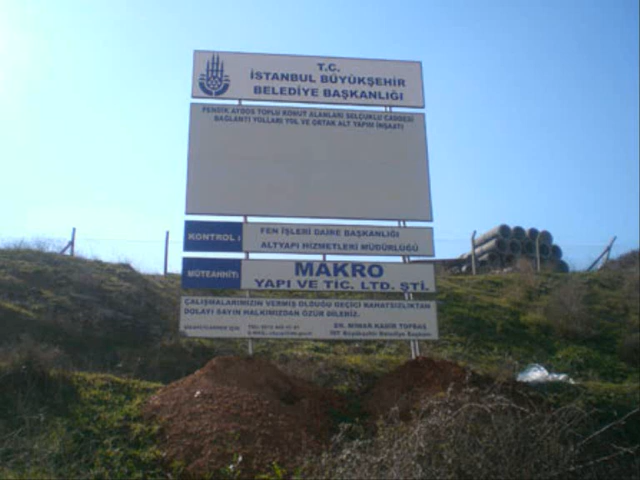 T.C.
İSTANBUL BÜYÜKŞEHİR
BELEDİYE BAŞKANLIĞI
PENDİK AYDOS TOPLU KONUT ALANLARI SELÇUKLU CADDESİ
BAĞLANTI YOLLARI YOL VE ORTAK ALT YAPIM İNŞAATI
KONTROL : FEN İŞLERİ DAİRE BAŞKANLIĞI
ALTYAPI HİZMETLERİ MÜDÜRLÜĞÜ
MÜTEAHHİT: MAKRO
YAPI VE TİC. LTD. ŞTİ.
ÇALIŞMALARIMIZIN VERMİŞ OLDUĞU GEÇİCİ RAHATSIZLIKTAN
DOLAYI SAYIN HALKIMIZDAN ÖZÜR DİLERİZ.
DR. MİMAR KADİR TOPBAŞ
İST. Büyükşehir Belediye Başkanı